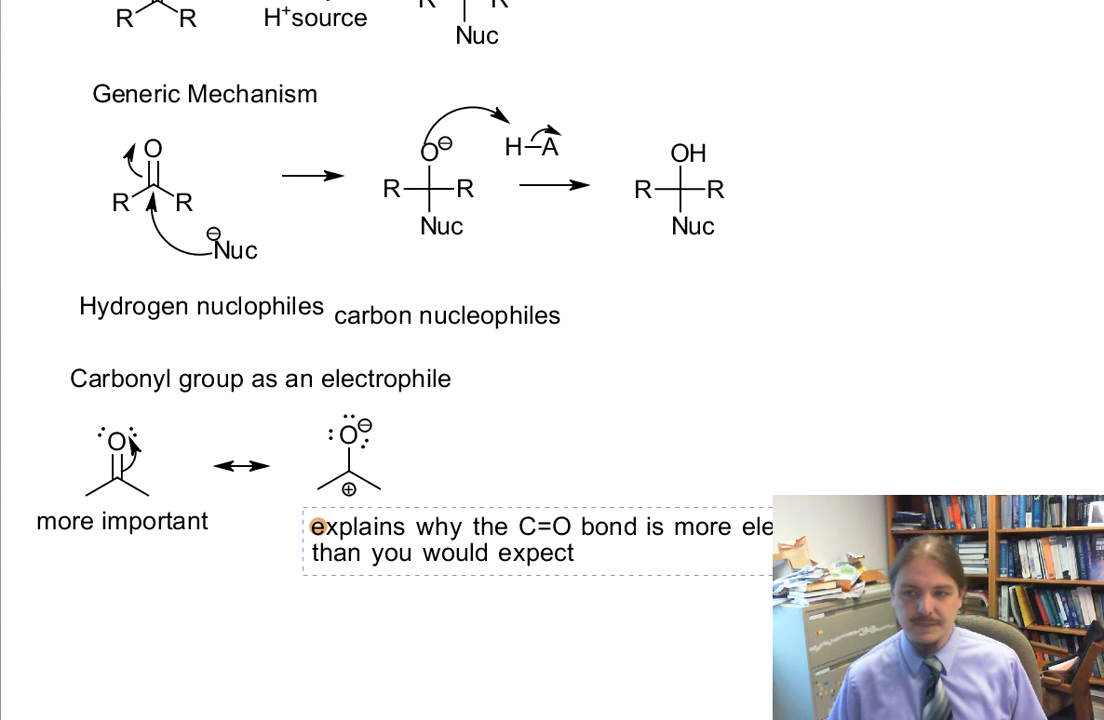 R R H⁺source
Nuc
Generic Mechanism
O O⊖ H–A OH
R R R R R R
Nuc Nuc
⊖Nuc
Hydrogen nuclophiles carbon nucleophiles
Carbonyl group as an electrophile
:O: :O:⊖
⊕
more important
explains why the C=O bond is more ele
than you would expect